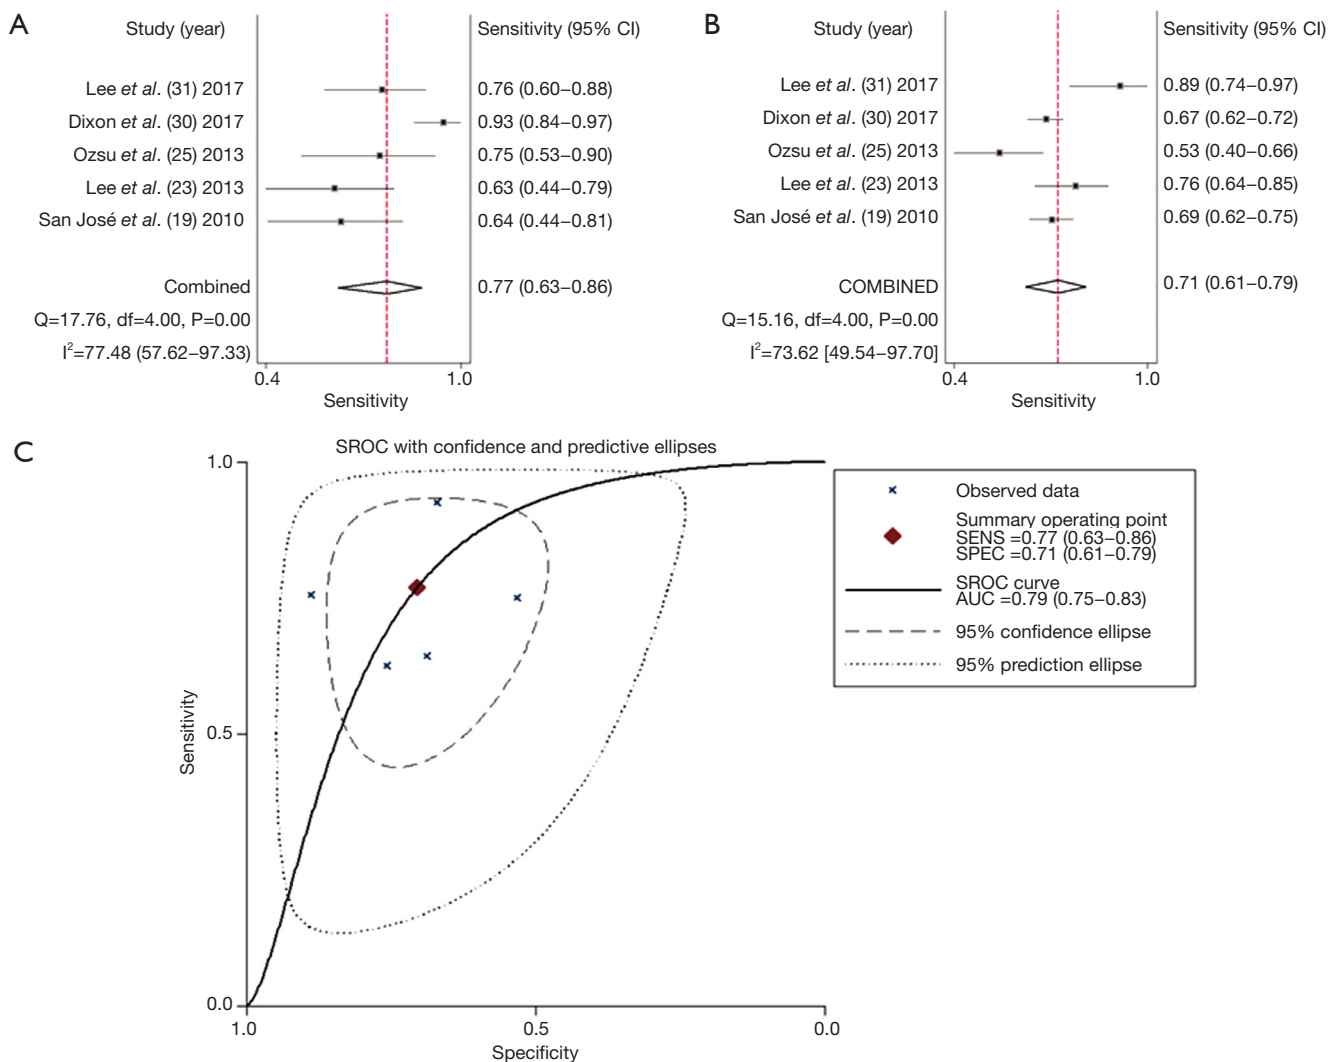 A
Study (year)
Sensitivity (95% CI)
Lee et al. (31) 2017
0.76 (0.60–0.88)
Dixon et al. (30) 2017
0.93 (0.84–0.97)
Ozsu et al. (25) 2013
0.75 (0.53–0.90)
Lee et al. (23) 2013
0.63 (0.44–0.79)
San José et al. (19) 2010
0.64 (0.44–0.81)
Combined
0.77 (0.63–0.86)
Q=17.76, df=4.00, P=0.00
I²=77.48 (57.62–97.33)
0.4
1.0
Sensitivity
B
Study (year)
Sensitivity (95% CI)
Lee et al. (31) 2017
0.89 (0.74–0.97)
Dixon et al. (30) 2017
0.67 (0.62–0.72)
Ozsu et al. (25) 2013
0.53 (0.40–0.66)
Lee et al. (23) 2013
0.76 (0.64–0.85)
San José et al. (19) 2010
0.69 (0.62–0.75)
COMBINED
0.71 (0.61–0.79)
Q=15.16, df=4.00, P=0.00
I²=73.62 [49.54–97.70]
0.4
1.0
Sensitivity
C
SROC with confidence and predictive ellipses
1.0
0.5
0.0
Sensitivity
1.0
0.5
0.0
Specificity
Observed data
Summary operating point
SENS =0.77 (0.63–0.86)
SPEC =0.71 (0.61–0.79)
SROC curve
AUC =0.79 (0.75–0.83)
95% confidence ellipse
95% prediction ellipse